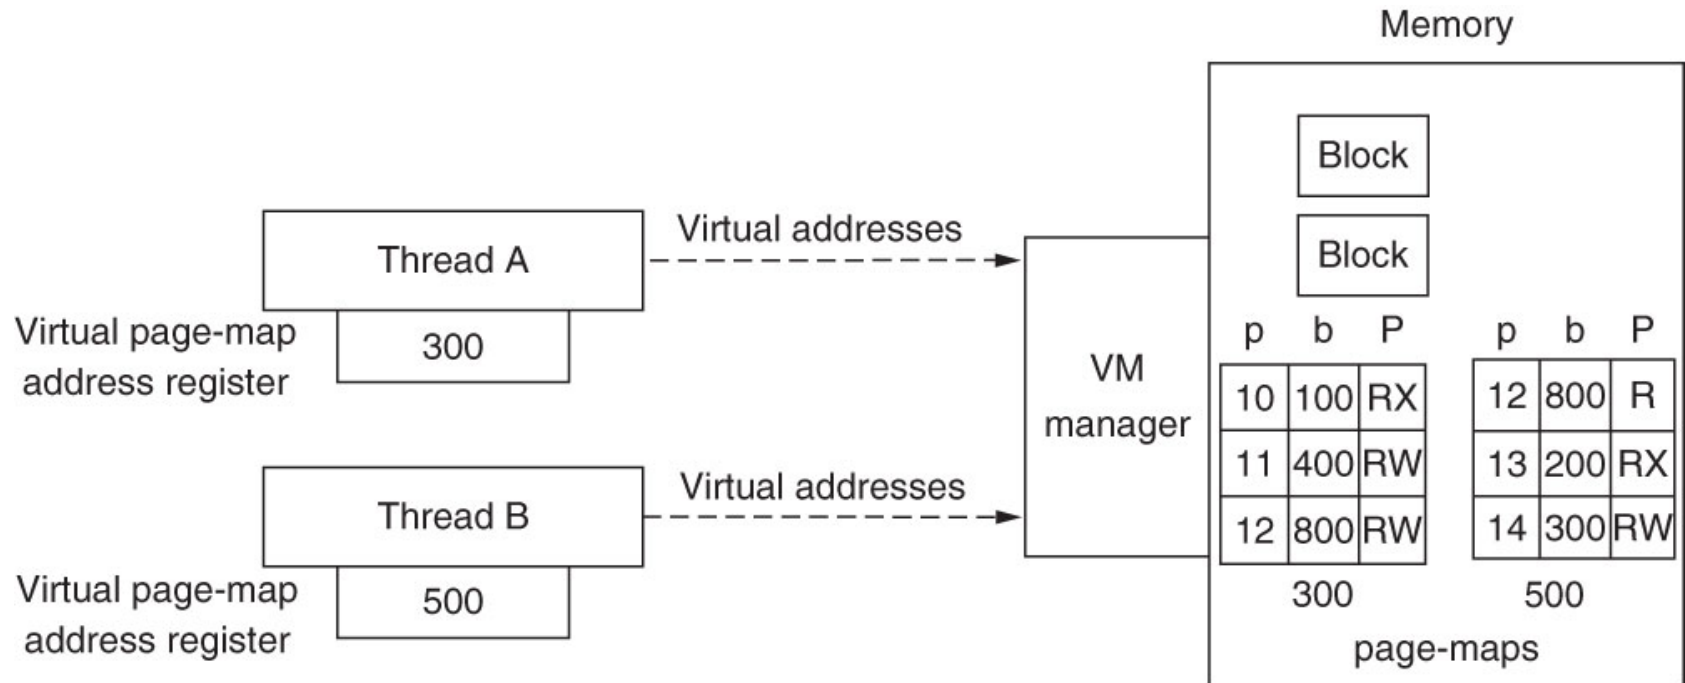 Memory
Block
Block
Thread A
Virtual addresses
Virtual page-map
address register
300
Thread B
Virtual addresses
Virtual page-map
address register
500
VM
manager
p b P
10 100 RX
11 400 RW
12 800 RW
300
p b P
12 800 R
13 200 RX
14 300 RW
500
page-maps